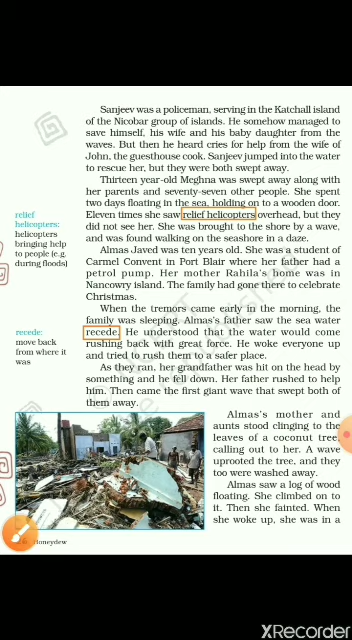 Sanjeev was a policeman, serving in the Katchall island
of the Nicobar group of islands. He somehow managed to
save himself, his wife and his baby daughter from the
waves. But then he heard cries for help from the wife of
John, the guesthouse cook. Sanjeev jumped into the water
to rescue her, but they were both swept away.
Thirteen year-old Meghna was swept away along with
her parents and seventy-seven other people. She spent
two days floating in the sea, holding on to a wooden door.
Eleven times she saw relief helicopters overhead, but they
did not see her. She was brought to the shore by a wave,
and was found walking on the seashore in a daze.
relief
helicopters:
helicopters
bringing help
to people (e.g.
during floods)
Almas Javed was ten years old. She was a student of
Carmel Convent in Port Blair where her father had a
petrol pump. Her mother Rahila's home was in
Nancowry island. The family had gone there to celebrate
Christmas.
When the tremors came early in the morning, the
family was sleeping. Almas's father saw the sea water
recede. He understood that the water would come
rushing back with great force. He woke everyone up
and tried to rush them to a safer place.
recede:
move back
from where it
was
As they ran, her grandfather was hit on the head by
something and he fell down. Her father rushed to help
him. Then came the first giant wave that swept both of
them away.
Almas's mother and
aunts stood clinging to the
leaves of a coconut tree,
calling out to her. A wave
uprooted the tree, and they
too were washed away.
Almas saw a log of wood
floating. She climbed on to
it. Then she fainted. When
she woke up, she was in a
Honeydew
XRecorder